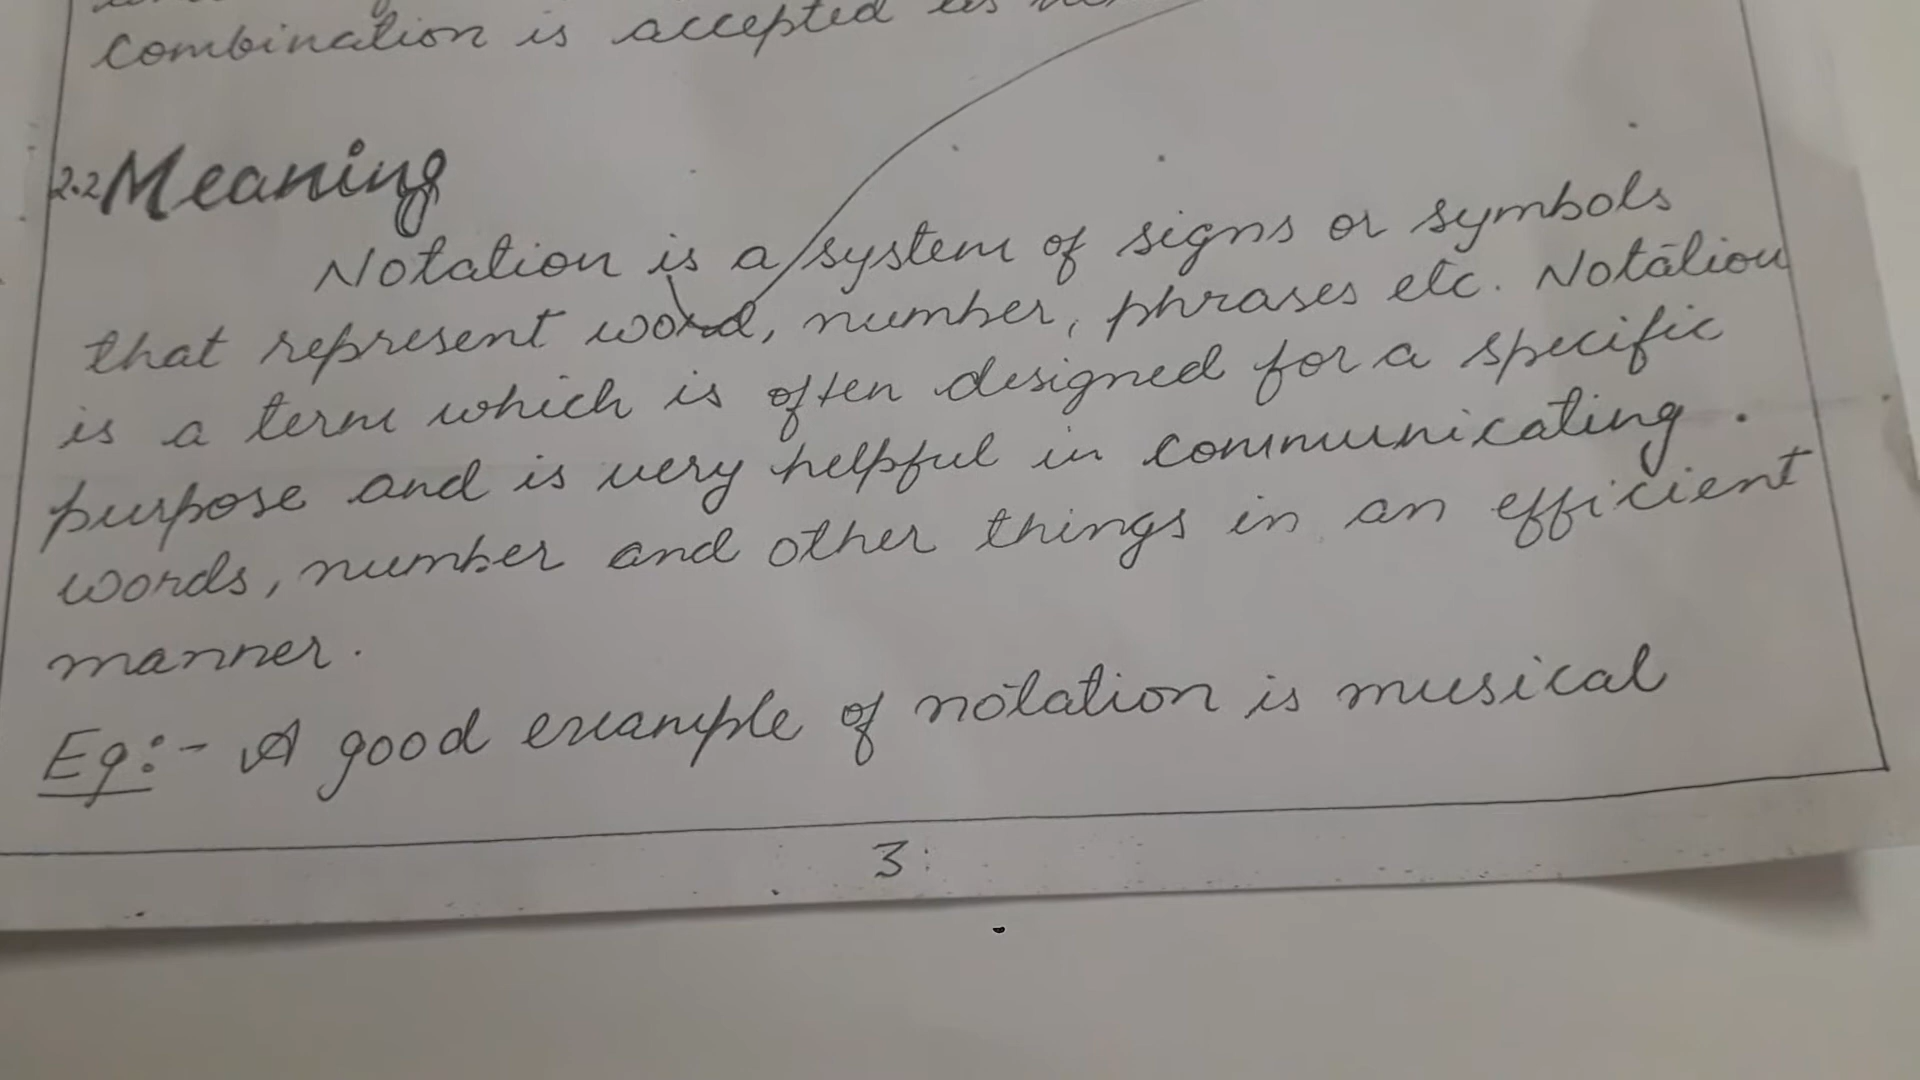 combination is accepted as
2.2 Meaning
Notation is a system of signs or symbols
that represent word, number, phrases etc. Notation
is a term which is often designed for a specific
purpose and is very helpful in communicating.
words, number and other things in an efficient
manner.
Eg:- A good example of notation is musical
3